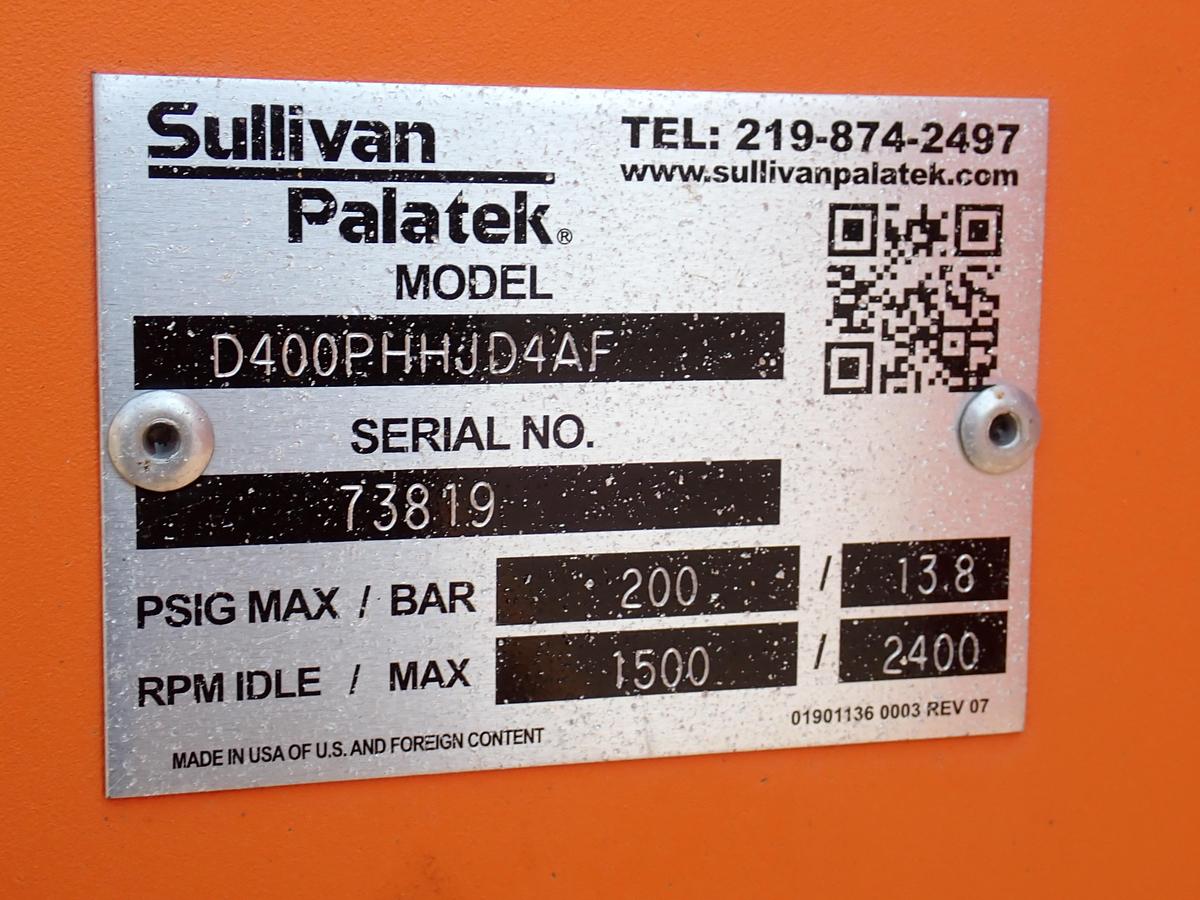 Sullivan
Palatek®
TEL: 219-874-2497
www.sullivanpalatek.com
MODEL
D400PHHJD4AF
SERIAL NO.
73819
PSIG MAX / BAR 200 / 13.8
RPM IDLE / MAX 1500 / 2400
01901136 0003 REV 07
MADE IN USA OF U.S. AND FOREIGN CONTENT